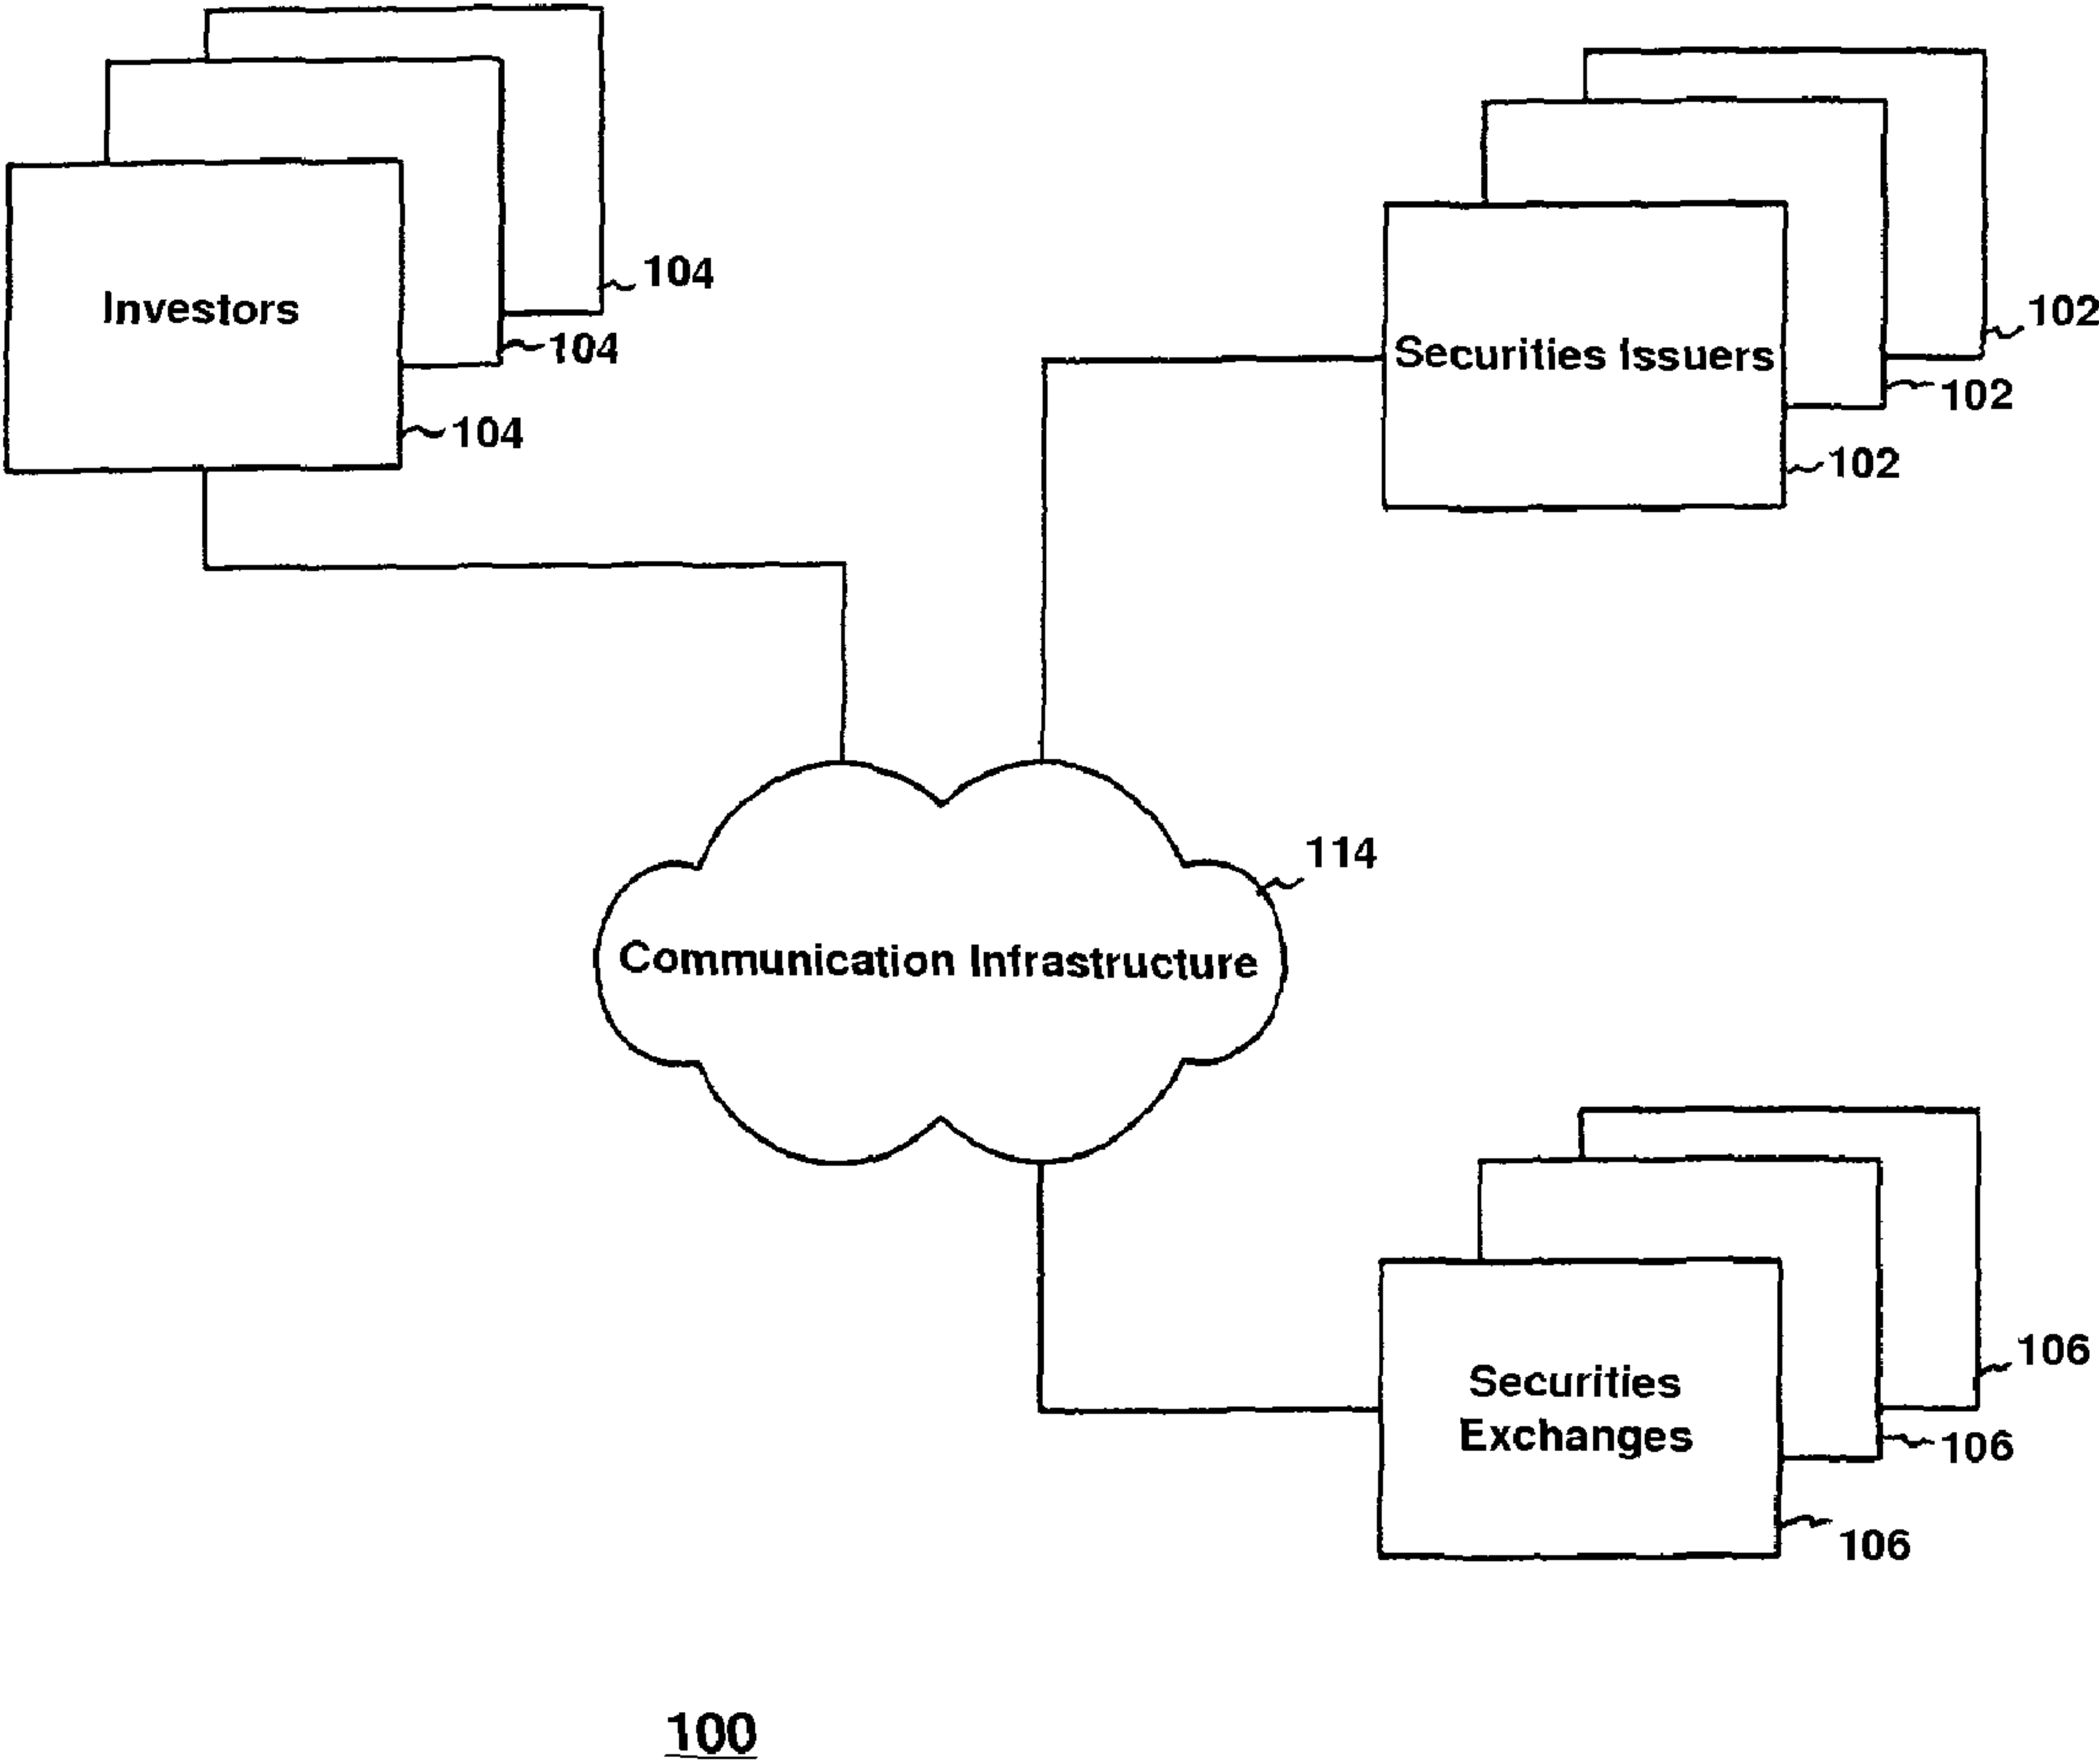 Investors
104
104
104
Securities Issuers
102
102
102
114
Communication Infrastructure
Securities
Exchanges
106
106
106
100